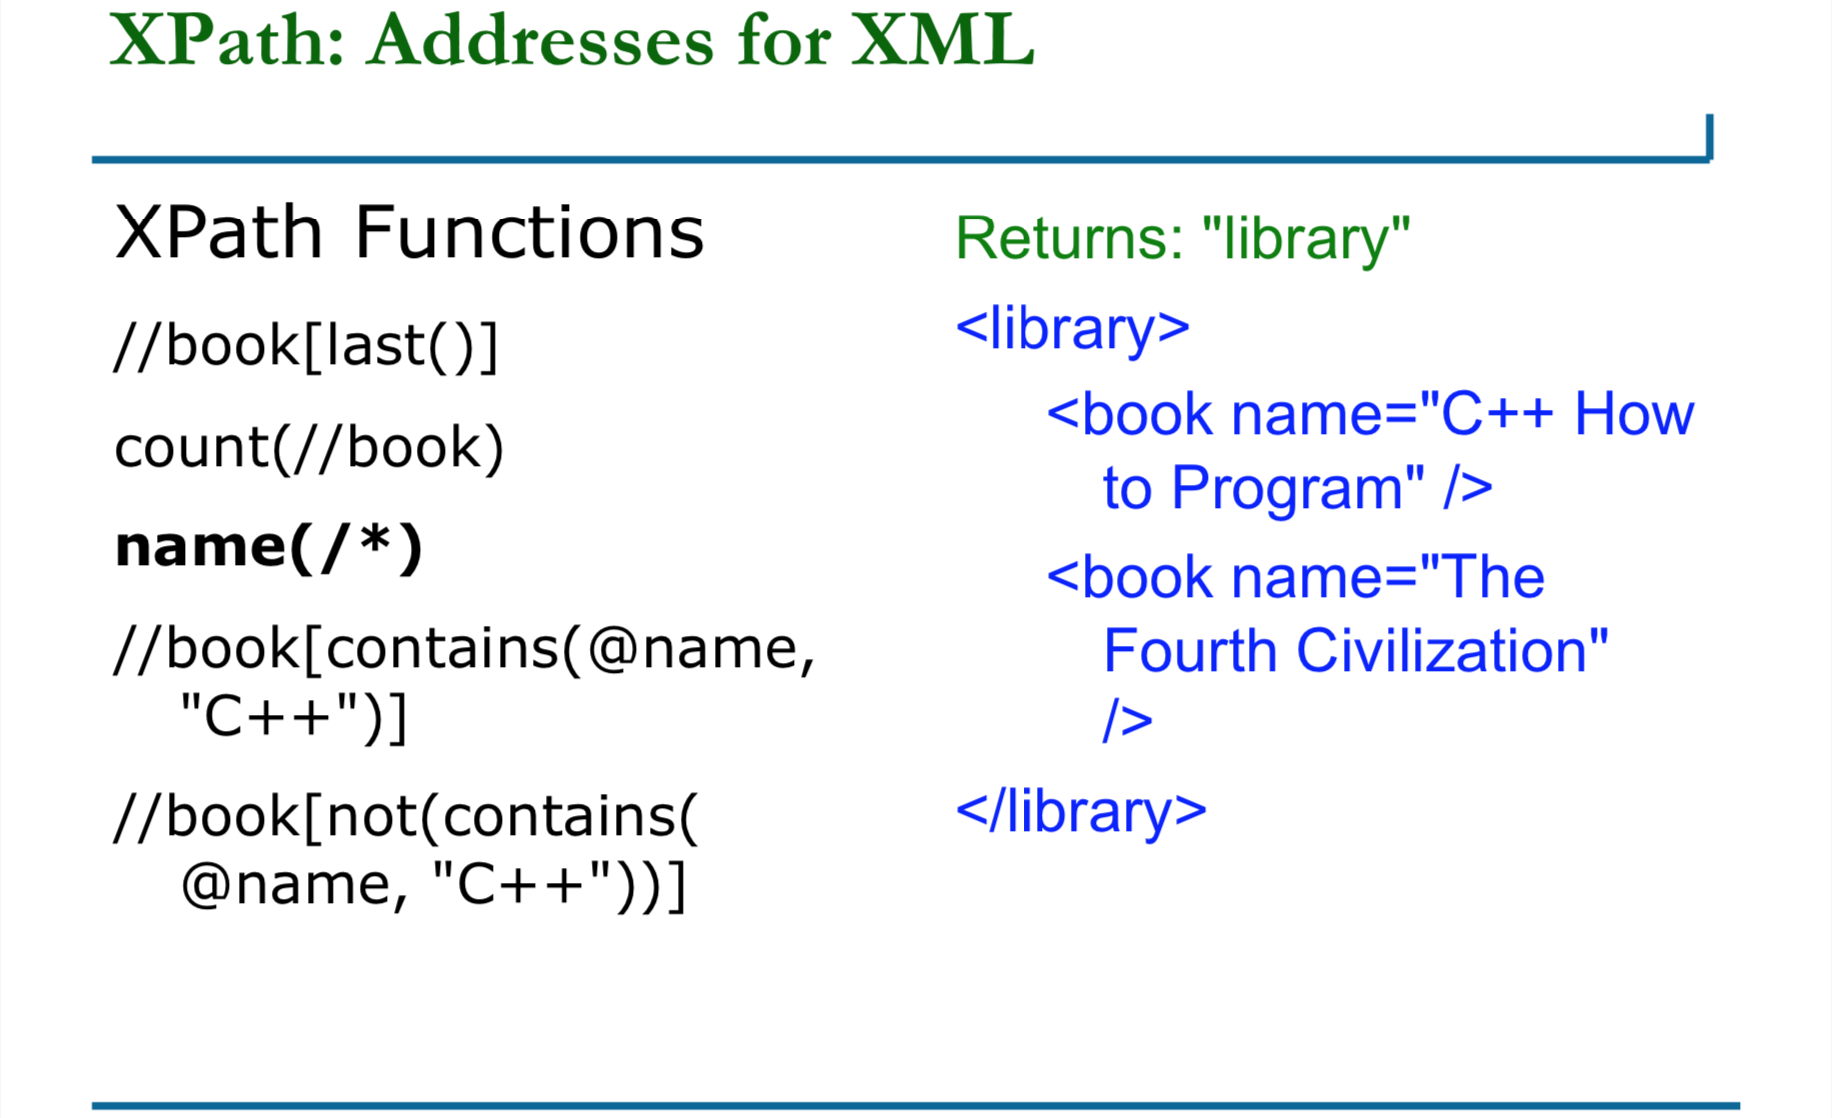 XPath: Addresses for XML
XPath Functions
//book[last()]
count(//book)
name(/*)
//book[contains(@name,
"C++")]
//book[not(contains(
@name, "C++"))]
Returns: "library"
<library>
<book name="C++ How
to Program" />
<book name="The
Fourth Civilization"
/>
</library>